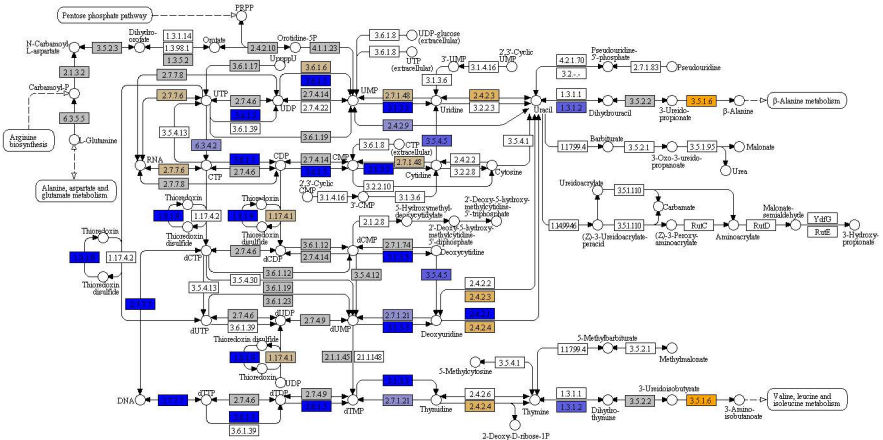 Pentose phosphate pathway
PRPP
N-Carbamoyl-
L-aspartate
3.5.2.3
Dihydro-
orotate
1.3.1.14
1.3.98.1
1.3.5.2
Orotate
2.4.2.10
Orotidine-5P
4.1.1.23
2.1.3.2
Carbamoyl-P
6.3.5.5
L-Glutamine
Arginine
biosynthesis
Alanine, aspartate and
glutamate metabolism
3.6.1.8
UDP-glucose
(extracellular)
3.6.1.8
UTP
(extracellular)
3.6.1.17
UppppU
3.6.1.6
2.7.7.8
2.7.7.6
UTP
2.7.4.6
3.6.1.39
UDP
2.7.4.14
2.7.4.22
UMP
3'-UMP
3.1.4.16
2',3'-Cyclic
UMP
3.1.3.6
2.7.1.48
Uridine
2.4.2.3
3.2.2.3
2.4.2.9
3.6.1.19
3.5.4.13
6.3.4.2
Uracil
4.2.1.70
3.2.-.-
Pseudouridine-
5'-phosphate
2.7.1.83
Pseudouridine
1.3.1.1
1.3.1.2
Dihydrouracil
3.5.2.2
3-Ureido-
propionate
3.5.1.6
β-Alanine
β-Alanine metabolism
RNA
2.7.7.6
2.7.7.8
CTP
2.7.4.6
CDP
2.7.4.14
CMP
3.6.1.8
CTP
(extracellular)
2.7.1.48
3.5.4.5
Cytidine
2.4.2.2
3.2.2.8
Cytosine
3.5.4.1
3.2.2.10
2',3'-Cyclic
CMP
3.1.4.16
3'-CMP
3.1.3.6
1.17.99.4
Barbiturate
3.5.2.1
3-Oxo-3-ureido-
propanoate
3.5.1.95
Malonate
Urea
Thioredoxin
1.17.4.2
Thioredoxin
disulfide
Thioredoxin
1.17.4.1
Thioredoxin
disulfide
Thioredoxin
1.17.4.2
Thioredoxin
disulfide
2.1.2.8
5-Hydroxymethyl-
deoxycytidylate
2'-Deoxy-5-hydroxy-
methylcytidine-
5'-diphosphate
2'-Deoxy-5-hydroxy-
methylcytidine-
5'-triphosphate
Ureidoacrylate
3.5.1.110
Carbamate
1.14.99.46
(Z)-3-Ureidoacrylate-
peracid
3.5.1.110
(Z)-3-Peroxy-
aminoacrylate
RutC
Aminoacrylate
RutD
Malonate-
semialdehyde
YdfG
RutE
3-Hydroxy-
propionate
dCTP
2.7.4.6
dCDP
3.6.1.12
2.7.4.14
dCMP
2.7.1.74
Deoxycytidine
3.5.4.5
3.6.1.12
3.5.4.12
3.5.4.30
3.5.4.13
3.6.1.19
3.6.1.23
2.4.2.2
2.4.2.3
2.4.2.4
dUTP
2.7.4.6
3.6.1.39
dUDP
2.7.4.9
dUMP
2.7.1.21
Deoxyuridine
Thioredoxin disulfide
1.17.4.1
Thioredoxin
UDP
2.1.1.45
2.1.1.148
5-Methylcytosine
3.5.4.1
1.17.99.4
5-Methylbarbiturate
3.5.2.1
Methylmalonate
DNA
dTTP
2.7.4.6
3.6.1.39
dTDP
2.7.4.9
dTMP
2.7.1.21
Thymidine
2.4.2.6
2.4.2.4
Thymine
2-Deoxy-D-ribose-1P
1.3.1.1
1.3.1.2
Dihydro-
thymine
3.5.2.2
3-Ureidoisobutyrate
3.5.1.6
3-Amino-
isobutanoate
Valine, leucine and
isoleucine metabolism